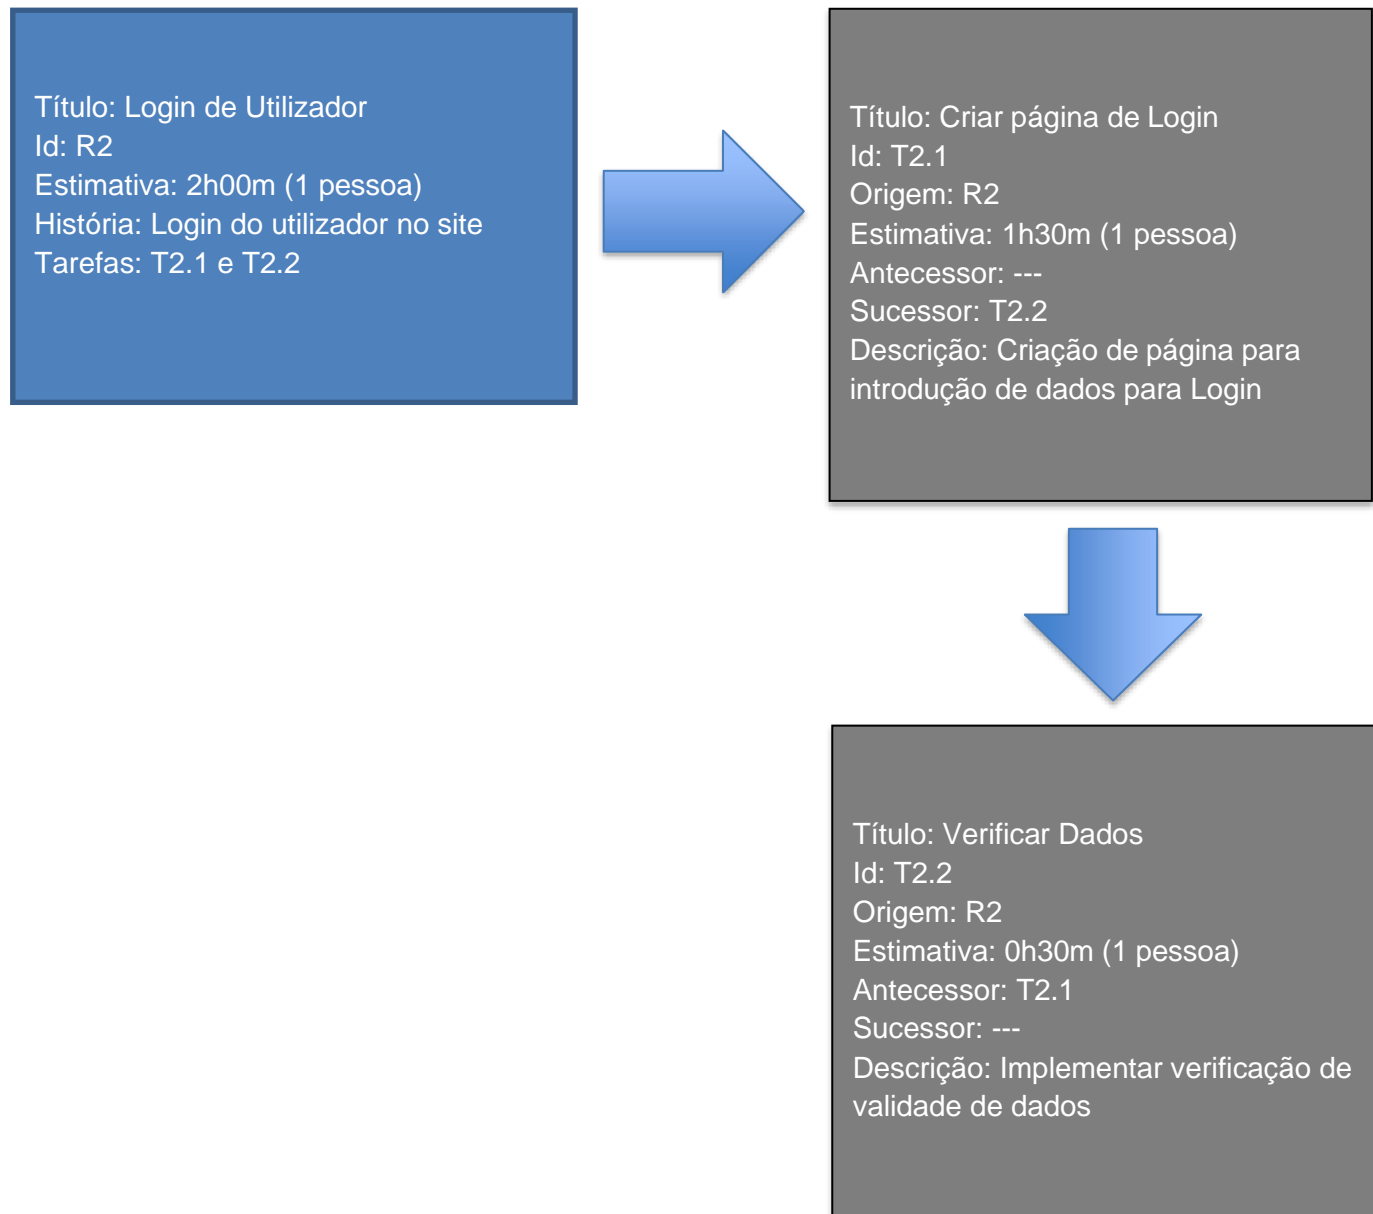 Título: Login de Utilizador
Id: R2
Estimativa: 2h00m (1 pessoa)
História: Login do utilizador no site
Tarefas: T2.1 e T2.2
Título: Criar página de Login
Id: T2.1
Origem: R2
Estimativa: 1h30m (1 pessoa)
Antecessor: ---
Sucessor: T2.2
Descrição: Criação de página para
introdução de dados para Login
Título: Verificar Dados
Id: T2.2
Origem: R2
Estimativa: 0h30m (1 pessoa)
Antecessor: T2.1
Sucessor: ---
Descrição: Implementar verificação de
validade de dados